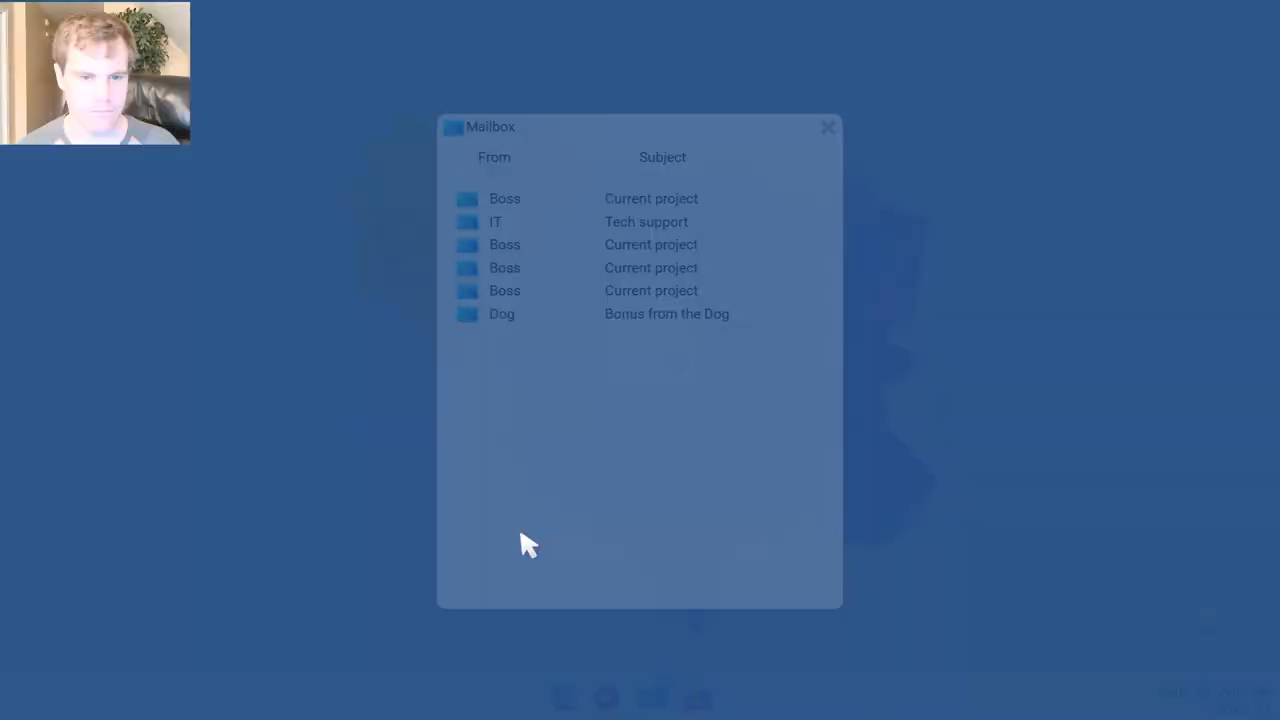 Mailbox
From Subject
Boss Current project
IT Tech support
Boss Current project
Boss Current project
Boss Current project
Dog Bonus from the Dog